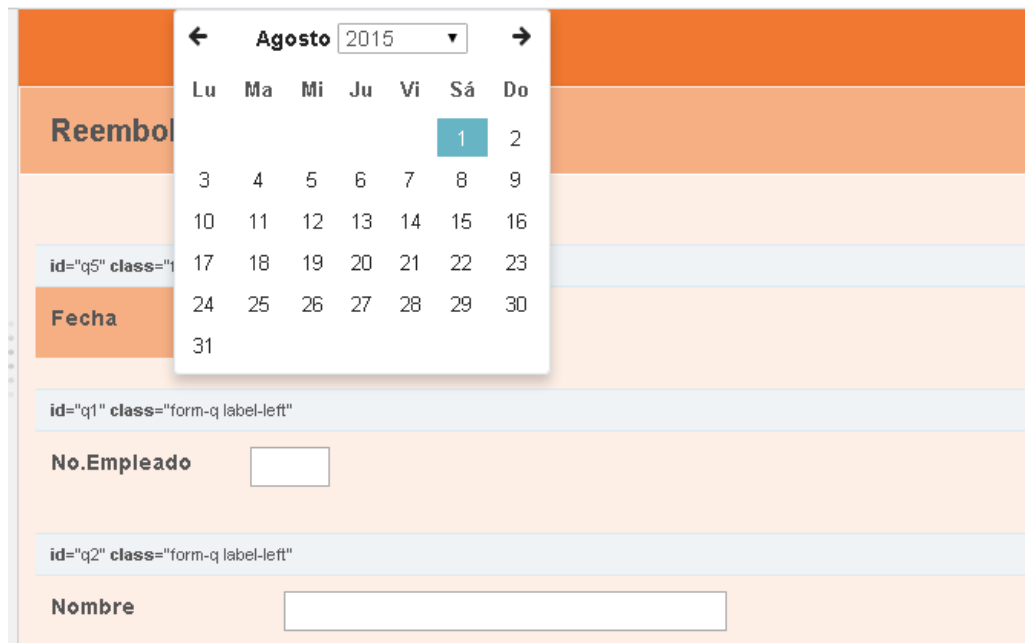 Agosto 2015
Lu Ma Mi Ju Vi Sá Do
1 2
Reembol
3 4 5 6 7 8 9
10 11 12 13 14 15 16
id="q5" class="
17 18 19 20 21 22 23
24 25 26 27 28 29 30
Fecha
31
id="q1" class="form-q label-left"
No.Empleado
id="q2" class="form-q label-left"
Nombre